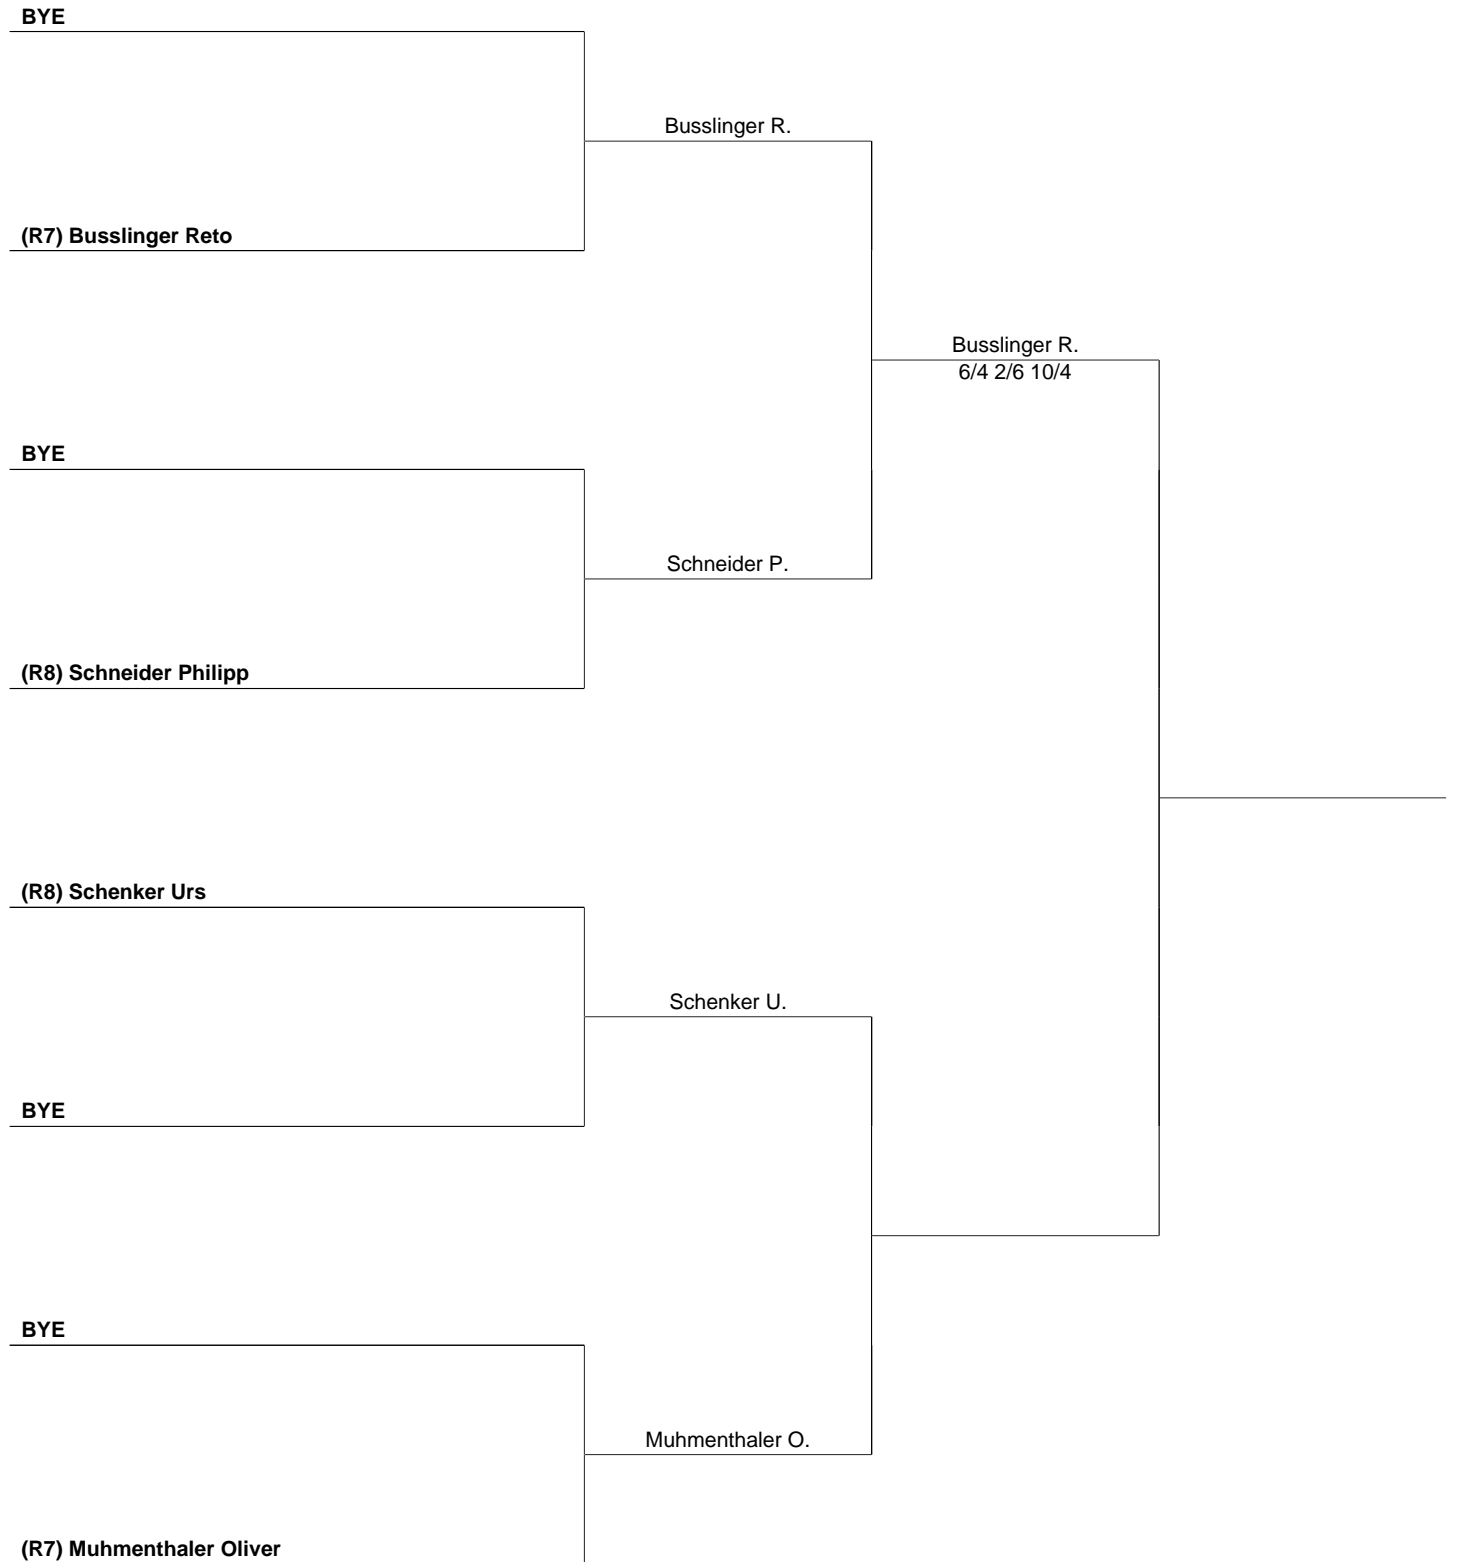 BYE
Busslinger R.
(R7) Busslinger Reto
Busslinger R.
6/4 2/6 10/4
BYE
Schneider P.
(R8) Schneider Philipp
(R8) Schenker Urs
Schenker U.
BYE
BYE
Muhmenthaler O.
(R7) Muhmenthaler Oliver